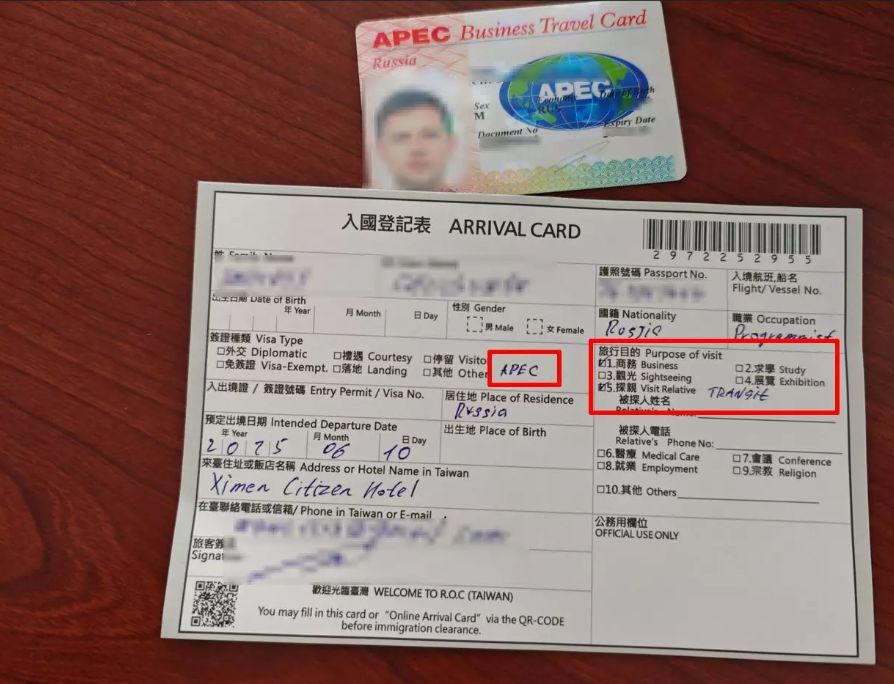 APEC Business Travel Card
Russia
APEC
Sex
M
Date of Birth
Document No
Expiry Date
入國登記表 ARRIVAL CARD
2972252955
姓 Family Name
護照號碼 Passport No.
入境航班.船名
Flight/ Vessel No.
出生日期 Date of Birth
年 Year 月 Month 日 Day
性別 Gender
男 Male 女 Female
國籍 Nationality
Russia
職業 Occupation
Programmist
簽證種類 Visa Type
□外交 Diplomatic □禮遇 Courtesy □停留 Visitor
□免簽證 Visa-Exempt. □落地 Landing □其他 Other APEC
旅行目的 Purpose of visit
☑1.商務 Business □2.求學 Study
□3.觀光 Sightseeing □4.展覽 Exhibition
☑5.探親 Visit Relative TRANSIT
被探人姓名
Relative's Name:
入出境證 / 簽證號碼 Entry Permit / Visa No.
居住地 Place of Residence
Russia
預定出境日期 Intended Departure Date
年 Year 月 Month 日 Day
2025 06 10
出生地 Place of Birth
被探人電話
Relative's Phone No:
□6.醫療 Medical Care □7.會議 Conference
□8.就業 Employment □9.宗教 Religion
□10.其他 Others
來臺住址或飯店名稱 Address or Hotel Name in Taiwan
Ximen Citizen Hotel
在臺聯絡電話或信箱/ Phone in Taiwan or E-mail
公務用欄位
OFFICIAL USE ONLY
旅客簽
Signat
歡迎光臨臺灣 WELCOME TO R.O.C (TAIWAN)
You may fill in this card or "Online Arrival Card" via the QR-CODE
before immigration clearance.